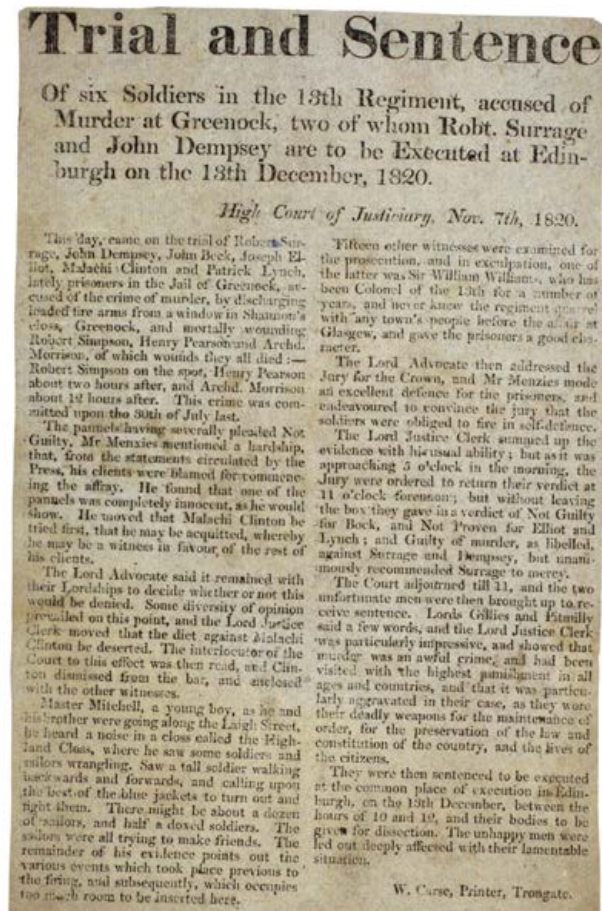 Trial and Sentence
Of six Soldiers in the 13th Regiment, accused of
Murder at Greenock, two of whom Robt. Surrage
and John Dempsey are to be Executed at Edin-
burgh on the 13th December, 1820.
High Court of Justiciary, Nov. 7th, 1820.
This day, came on the trial of Robert Sur-
rage, John Dempsey, John Beck, Joseph El-
liot, Malachi Clinton and Patrick Lynch,
lately prisoners in the Jail of Greenock, ac-
cused of the crime of murder, by discharging
loaded fire arms from a window in Shannon's
closs, Greenock, and mortally wounding
Robert Simpson, Henry Pearson and Archd.
Morrison, of which wounds they all died :—
Robert Simpson on the spot, Henry Pearson
about two hours after, and Archd. Morrison
about 12 hours after. This crime was com-
mitted upon the 30th of July last.
The pannels having severally pleaded Not
Guilty, Mr Menxies mentioned a hardship,
that, from the statements circulated by the
Press, his clients were blamed for commenc-
ing the affray. He found that one of the
pannels was completely innocent, as he would
show. He moved that Malachi Clinton be
tried first, that he may be acquitted, whereby
he may be a witness in favour of the rest of
his clients.
The Lord Advocate said it remained with
their Lordships to decide whether or not this
would be denied. Some diversity of opinion
prevailed on this point, and the Lord Justice
Clerk moved that the diet against Malachi
Clinton be deserted. The interlocutor of the
Court to this effect was then read, and Clin-
ton dismissed from the bar, and enclosed
with the other witnesses.
Master Mitchell, a young boy, as he and
his brother were going along the Laigh Street,
he heard a noise in a closs called the High-
land Closs, where he saw some soldiers and
sailors wrangling. Saw a tall soldier walking
backwards and forwards, and calling upon
the best of the blue jackets to turn out and
fight them. There might be about a dozen
of sailors, and half a dozed soldiers. The
sailors were all trying to make friends. The
remainder of his evidence points out the
various events which took place previous to
the firing, and subsequently, which occupies
too much room to be inserted here.
Fifteen other witnesses were examined for
the prosecution, and in exculpation, one of
the latter was Sir William Williams, who has
been Colonel of the 13th for a number of
years, and never knew the regiment quarrel
with any town's people before the affair at
Glasgow, and gave the prisoners a good cha-
racter.
The Lord Advocate then addressed the
Jury for the Crown, and Mr Menzies mode
an excellent defence for the prisoners, and
endeavoured to convince the jury that the
soldiers were obliged to fire in self-defence.
The Lord Justice Clerk summed up the
evidence with his usual ability ; but as it was
approaching 5 o'clock in the morning, the
Jury were ordered to return their verdict at
11 o'clock forenoon ; but without leaving
the box they gave in a verdict of Not Guilty
for Bock, and Not Proven for Elliot and
Lynch ; and Guilty of murder, as libelled,
against Surrage and Dempsey, but unani-
mously recommended Surrage to mercy.
The Court adjourned till 11, and the two
unfortunate men were then brought up to re-
ceive sentence. Lords Gillies and Pitmilly
said a few words, and the Lord Justice Clerk
was particularly impressive, and showed that
murder was an awful crime, and had been
visited with the highest punishment in all
ages and countries, and that it was particu-
larly aggravated in their case, as they wore
their deadly weapons for the maintenance of
order, for the preservation of the law and
constitution of the country, and the lives of
the citizens.
They were then sentenced to be executed
at the common place of execution in Edin-
burgh, on the 13th December, between the
hours of 10 and 12, and their bodies to be
given for dissection. The unhappy men were
led out deeply affected with their lamentable
situation.
W. Carse, Printer, Trongate.